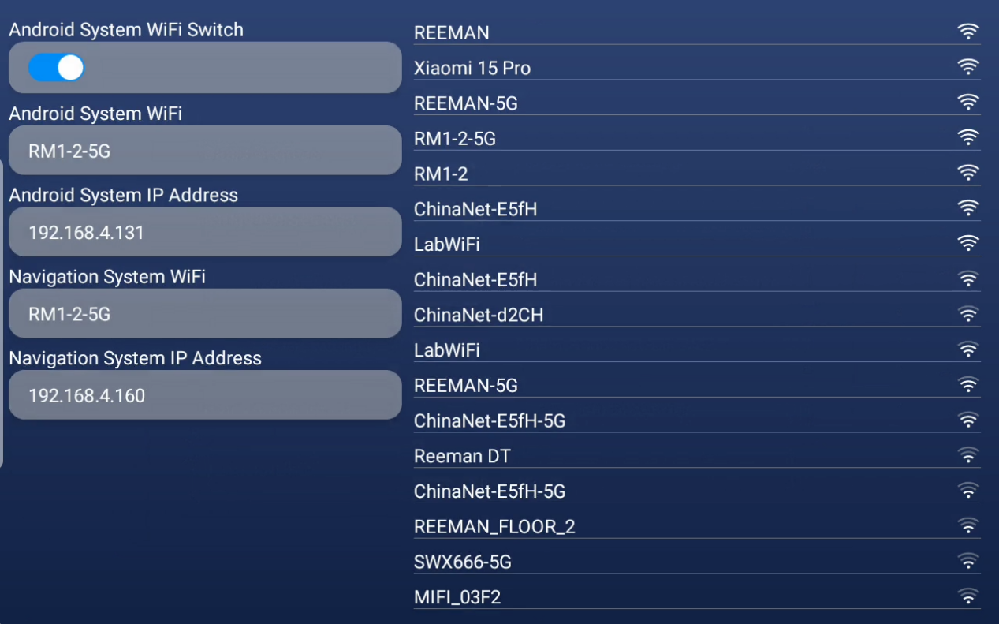 Android System WiFi Switch
Android System WiFi
RM1-2-5G
Android System IP Address
192.168.4.131
Navigation System WiFi
RM1-2-5G
Navigation System IP Address
192.168.4.160
REEMAN
Xiaomi 15 Pro
REEMAN-5G
RM1-2-5G
RM1-2
ChinaNet-E5fH
LabWiFi
ChinaNet-E5fH
ChinaNet-d2CH
LabWiFi
REEMAN-5G
ChinaNet-E5fH-5G
Reeman DT
ChinaNet-E5fH-5G
REEMAN_FLOOR_2
SWX666-5G
MIFI_03F2